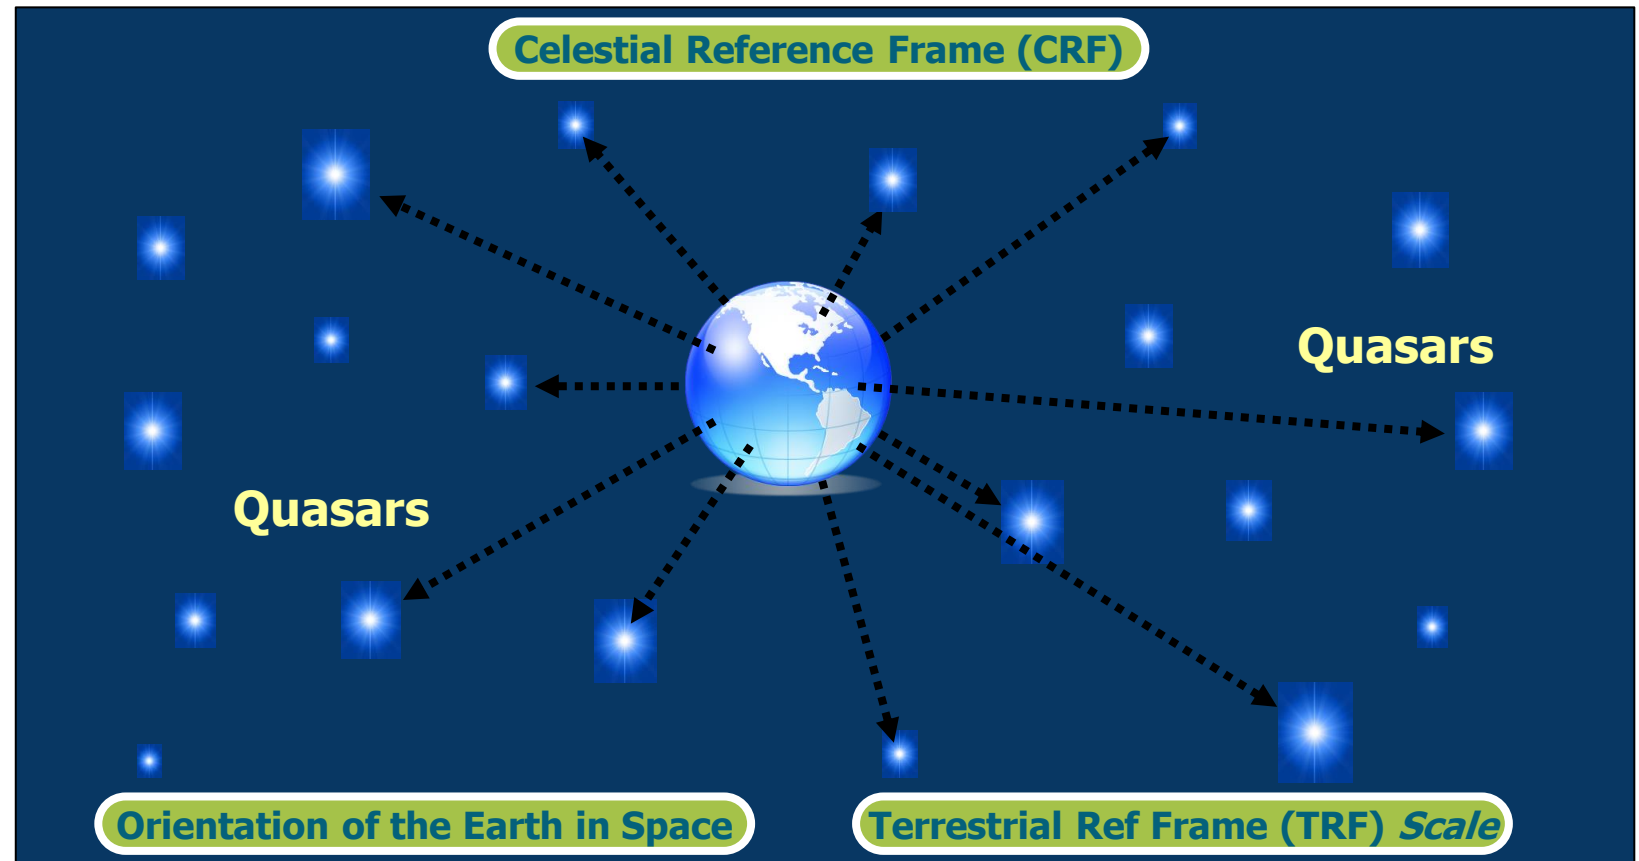 Celestial Reference Frame (CRF)
Quasars
Quasars
Orientation of the Earth in Space
Terrestrial Ref Frame (TRF) Scale